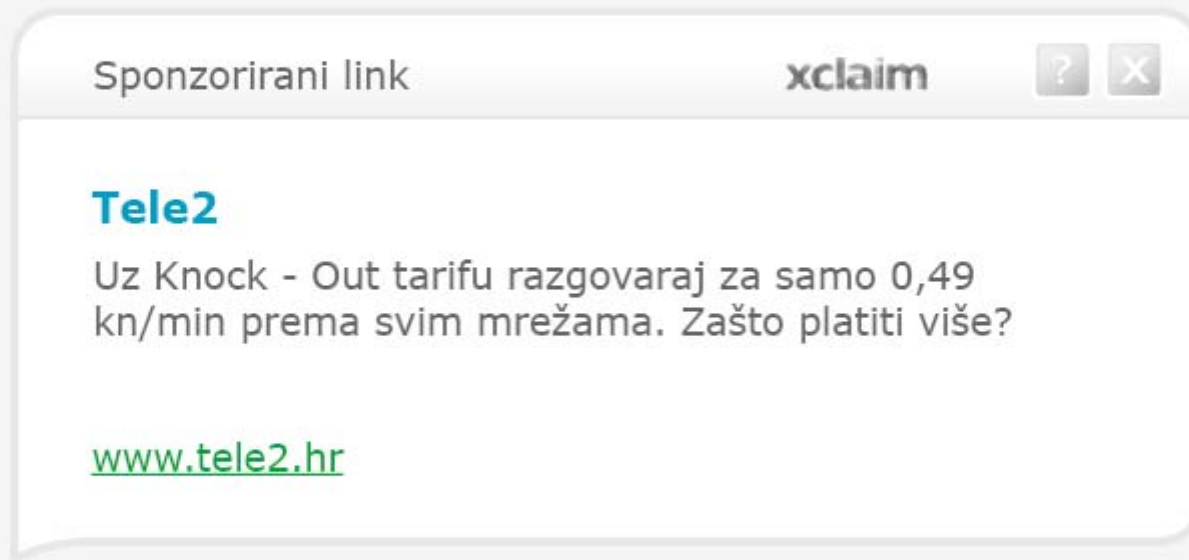 Sponzorirani link xclaim ? X
Tele2
Uz Knock - Out tarifu razgovaraj za samo 0,49
kn/min prema svim mrežama. Zašto platiti više?
www.tele2.hr